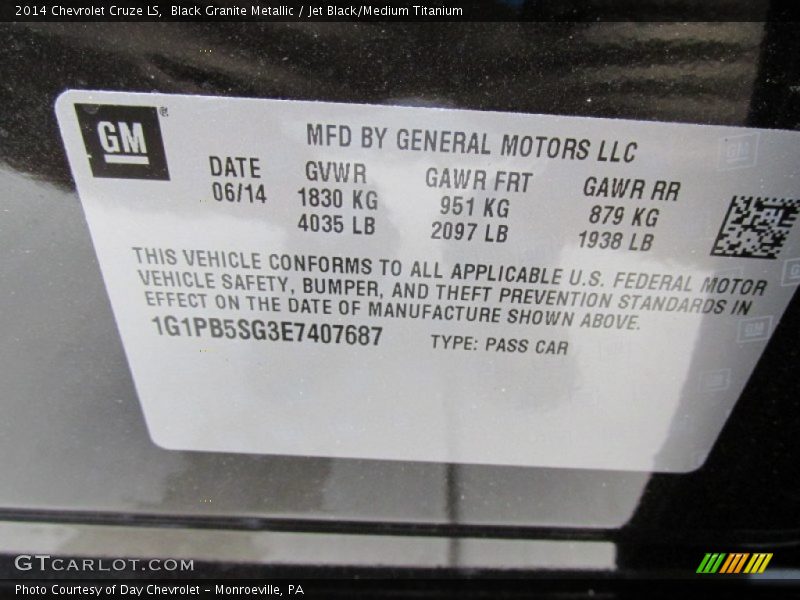 2014 Chevrolet Cruze LS,  Black Granite Metallic / Jet Black/Medium Titanium
GM®
MFD BY GENERAL MOTORS LLC
DATE GVWR GAWR FRT GAWR RR
06/14 1830 KG 951 KG 879 KG
4035 LB 2097 LB 1938 LB
THIS VEHICLE CONFORMS TO ALL APPLICABLE U.S. FEDERAL MOTOR
VEHICLE SAFETY, BUMPER, AND THEFT PREVENTION STANDARDS IN
EFFECT ON THE DATE OF MANUFACTURE SHOWN ABOVE.
1G1PB5SG3E7407687 TYPE: PASS CAR
GTCARLOT.COM
Photo Courtesy of Day Chevrolet - Monroeville, PA